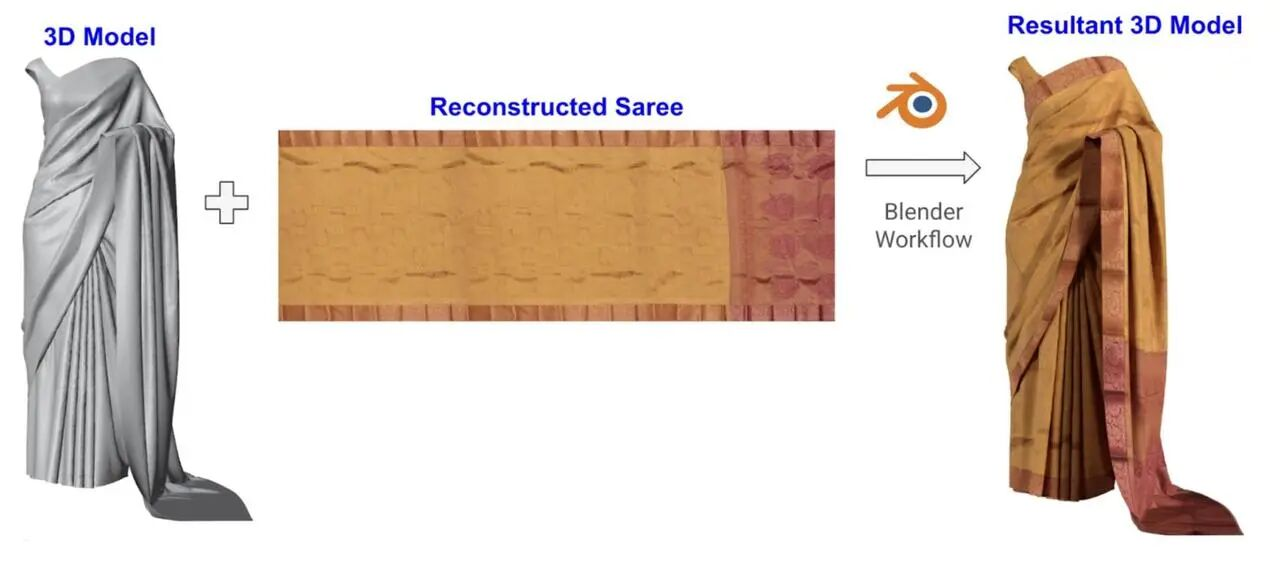 3D Model
Reconstructed Saree
Blender
Workflow
Resultant 3D Model